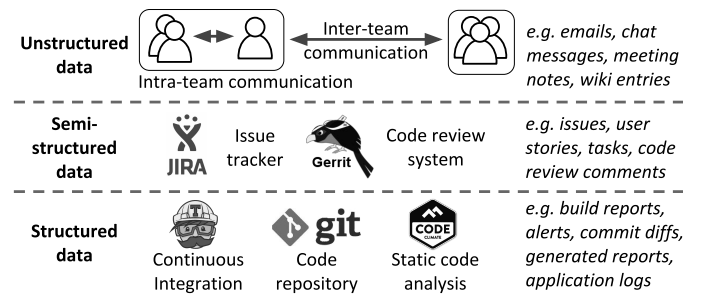 Unstructured
data
Inter-team
communication
Intra-team communication
e.g. emails, chat
messages, meeting
notes, wiki entries
Semi-
structured
data
JIRA
Issue
tracker
Gerrit
Code review
system
e.g. issues, user
stories, tasks, code
review comments
Structured
data
T
Continuous
Integration
git
Code
repository
CODE
CLIMATE
Static code
analysis
e.g. build reports,
alerts, commit diffs,
generated reports,
application logs